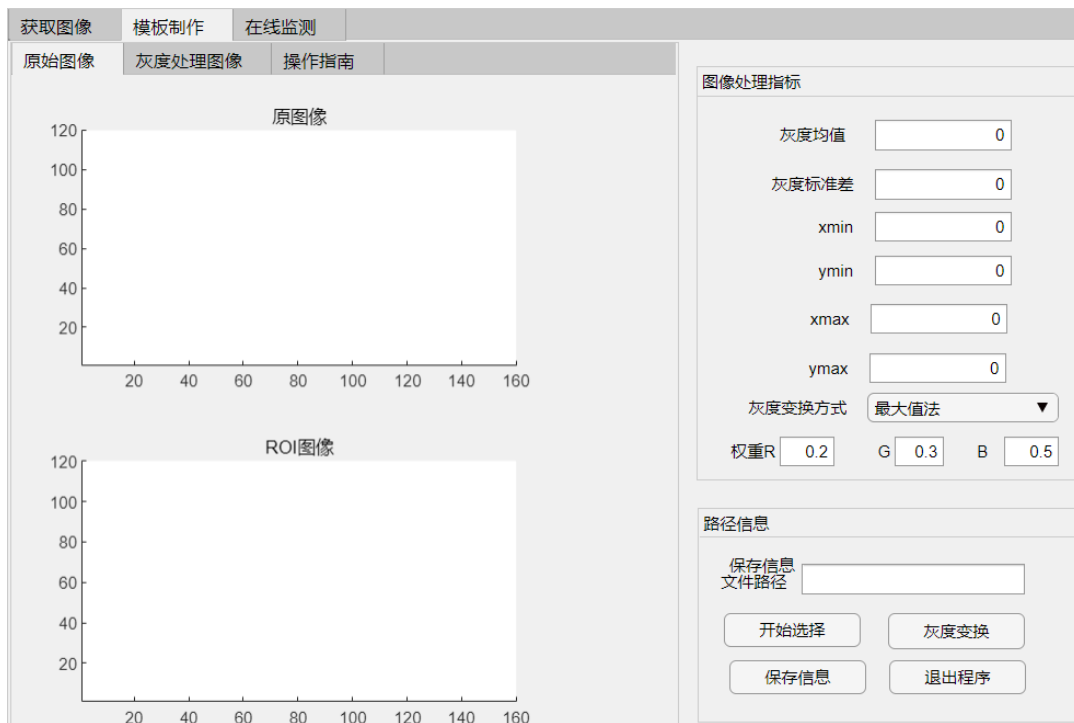 获取图像 模板制作 在线监测
原始图像 灰度处理图像 操作指南
原图像
120
100
80
60
40
20
20 40 60 80 100 120 140 160
ROI图像
120
100
80
60
40
20
20 40 60 80 100 120 140 160
图像处理指标
灰度均值 0
灰度标准差 0
xmin 0
ymin 0
xmax 0
ymax 0
灰度变换方式 最大值法
权重R 0.2 G 0.3 B 0.5
路径信息
保存信息
文件路径
开始选择 灰度变换
保存信息 退出程序